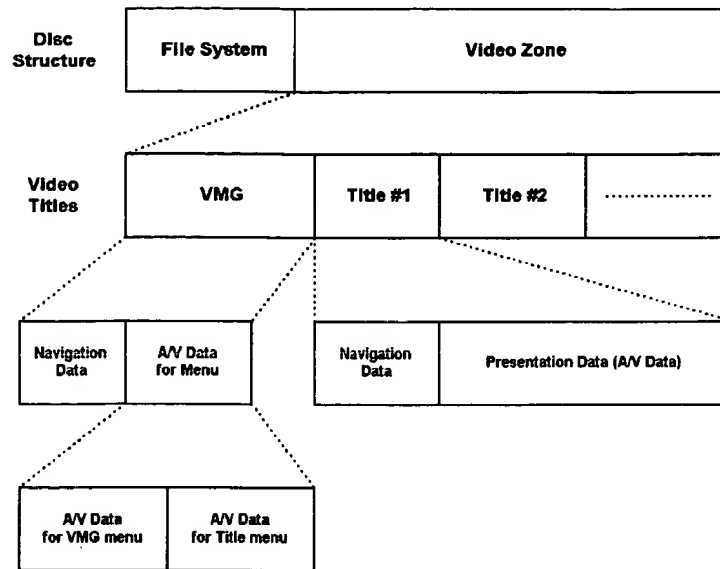 Disc
Structure
File System
Video Zone
Video
Titles
VMG
Title #1
Title #2
Navigation
Data
A/V Data
for Menu
Navigation
Data
Presentation Data (A/V Data)
A/V Data
for VMG menu
A/V Data
for Title menu